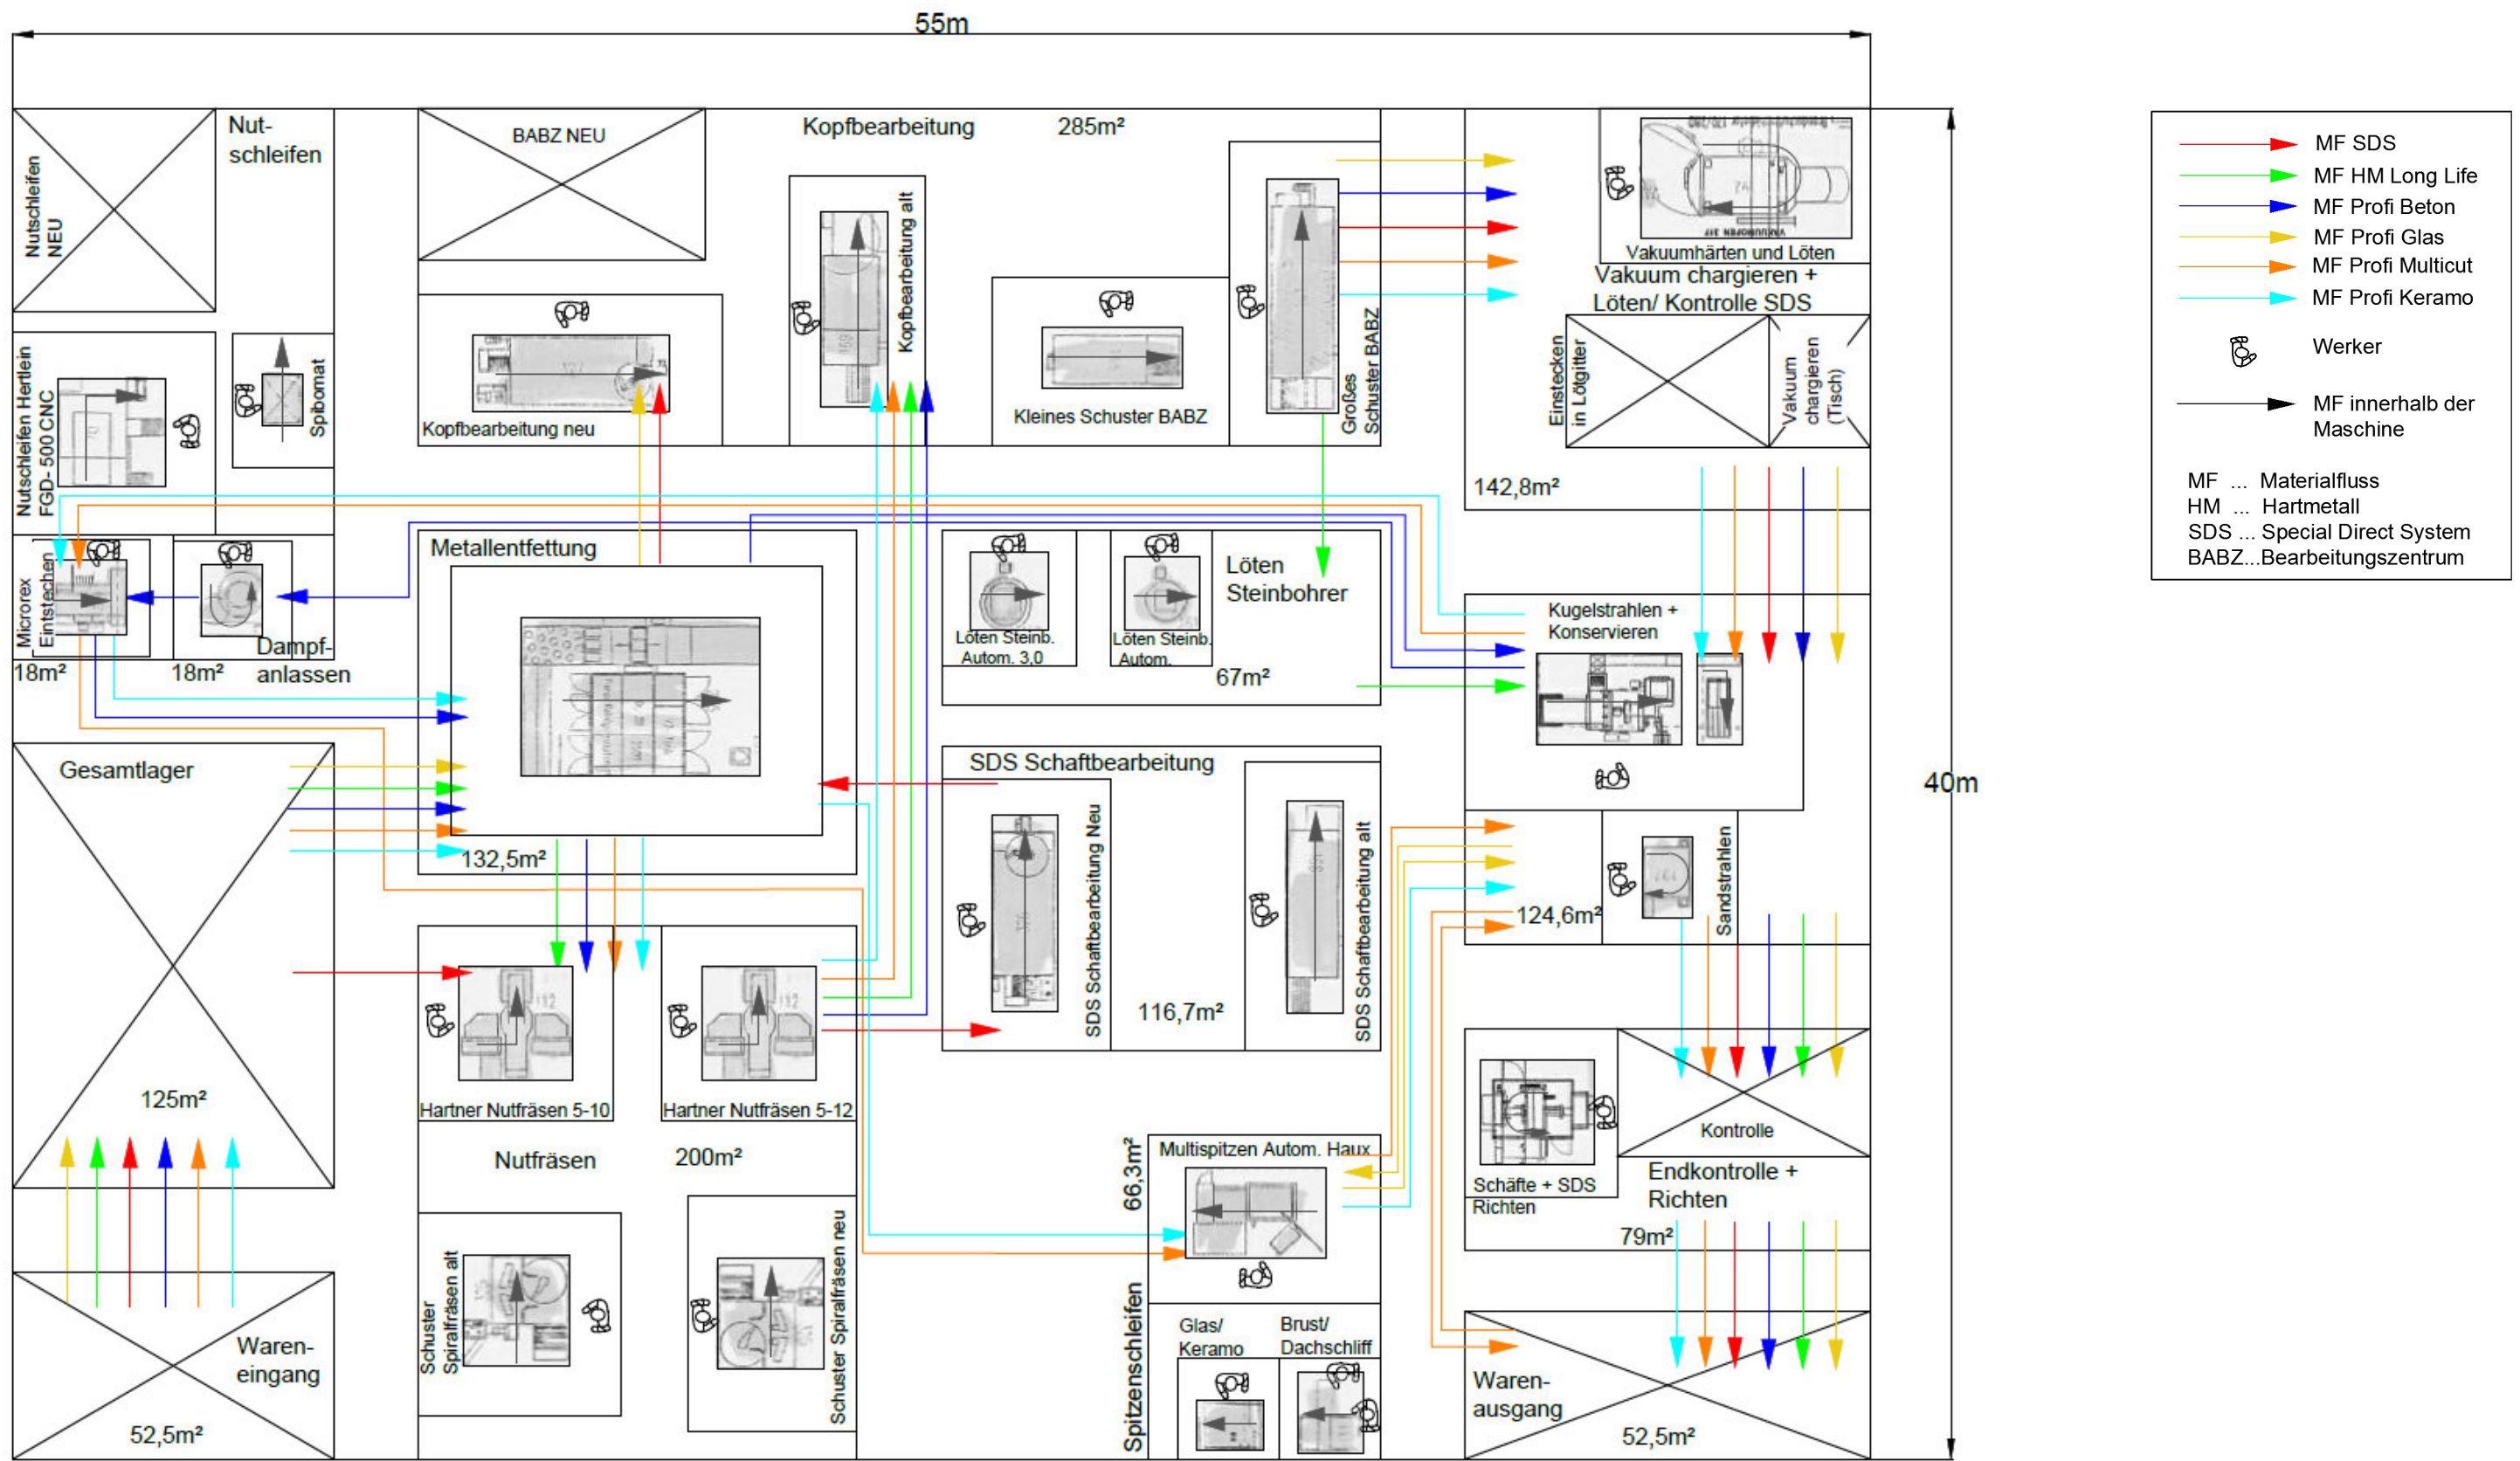 55m
40m
Nutschleifen
NEU
Nut-
schleifen
Nutschleifen Hertlein
FGD- 500 CNC
Spibomat
Microrex
Eintstechen
18m²
18m²
Dampf-
anlassen
BABZ NEU
Kopfbearbeitung
285m²
Kopfbearbeitung neu
Kopfbearbeitung alt
Kleines Schuster BABZ
Großes
Schuster BABZ
Vakuumhärten und Löten
Vakuum chargieren +
Löten/ Kontrolle SDS
Einstecken
in Lötgitter
Vakuum
chargieren
(Tisch)
142,8m²
Metallentfettung
132,5m²
Löten Steinb.
Autom. 3,0
Löten Steinb.
Autom.
Löten
Steinbohrer
67m²
Kugelstrahlen +
Konservieren
Gesamtlager
125m²
SDS Schaftbearbeitung
SDS Schaftbearbeitung Neu
SDS Schaftbearbeitung alt
116,7m²
124,6m²
Sandstrahlen
112
112
Hartner Nutfräsen 5-10
Hartner Nutfräsen 5-12
Nutfräsen
200m²
Schuster
Spiralfräsen alt
Schuster Spiralfräsen neu
Multispitzen Autom. Haux
66,3m²
Spitzenschleifen
Glas/
Keramo
Brust/
Dachschliff
Kontrolle
Schäfte + SDS
Richten
Endkontrolle +
Richten
79m²
Waren-
eingang
52,5m²
Waren-
ausgang
52,5m²
MF SDS
MF HM Long Life
MF Profi Beton
MF Profi Glas
MF Profi Multicut
MF Profi Keramo
Werker
MF innerhalb der
Maschine
MF ... Materialfluss
HM ... Hartmetall
SDS ... Special Direct System
BABZ...Bearbeitungszentrum